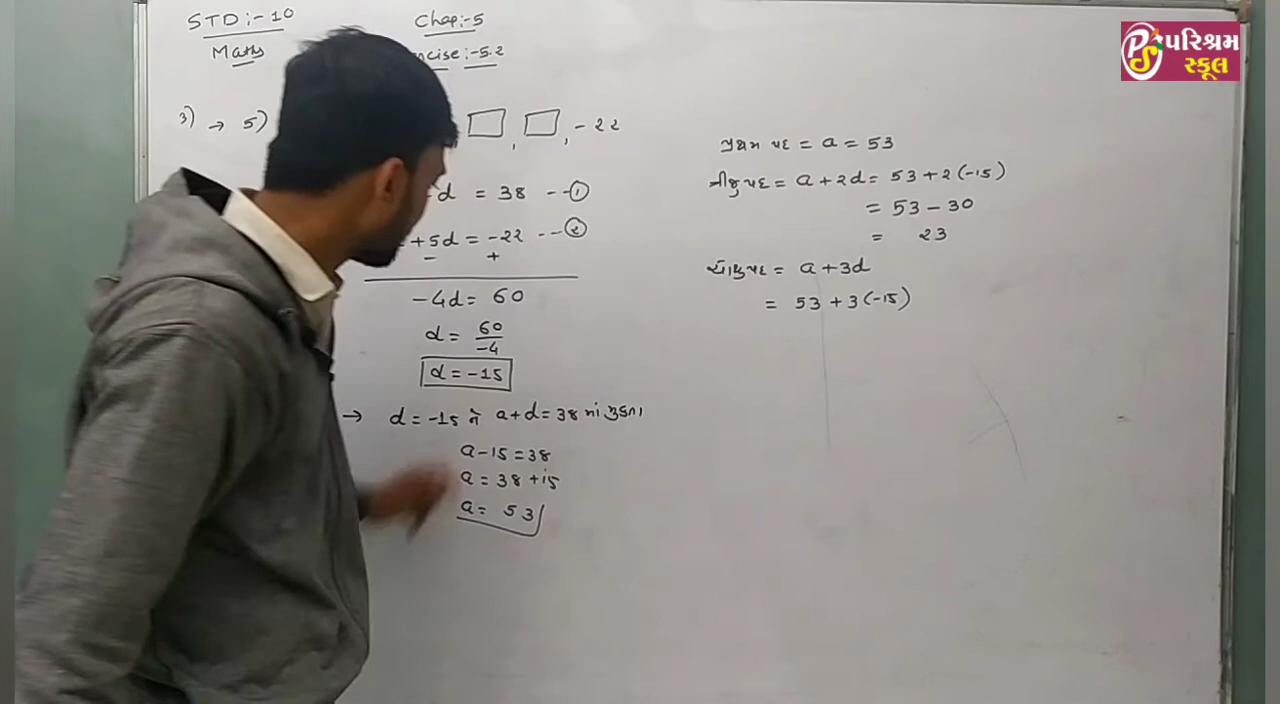 STD:- 10
Maths
Chap:-5
cise:-5.2
પરિશ્રમ
સ્કૂલ
3) → 5) □, □, -22
d = 38 --- ①
+5d = -22 --- ②
- +
-4d = 60
d = 60/-4
d = -15
→ d = -15 ને a+d=38 માં મુકતા
a-15=38
a = 38 +15
a = 53
પ્રથમ પદ = a = 53
ત્રીજુ પદ = a + 2d = 53 + 2(-15)
= 53 - 30
= 23
ચોથુ પદ = a + 3d
= 53 + 3(-15)